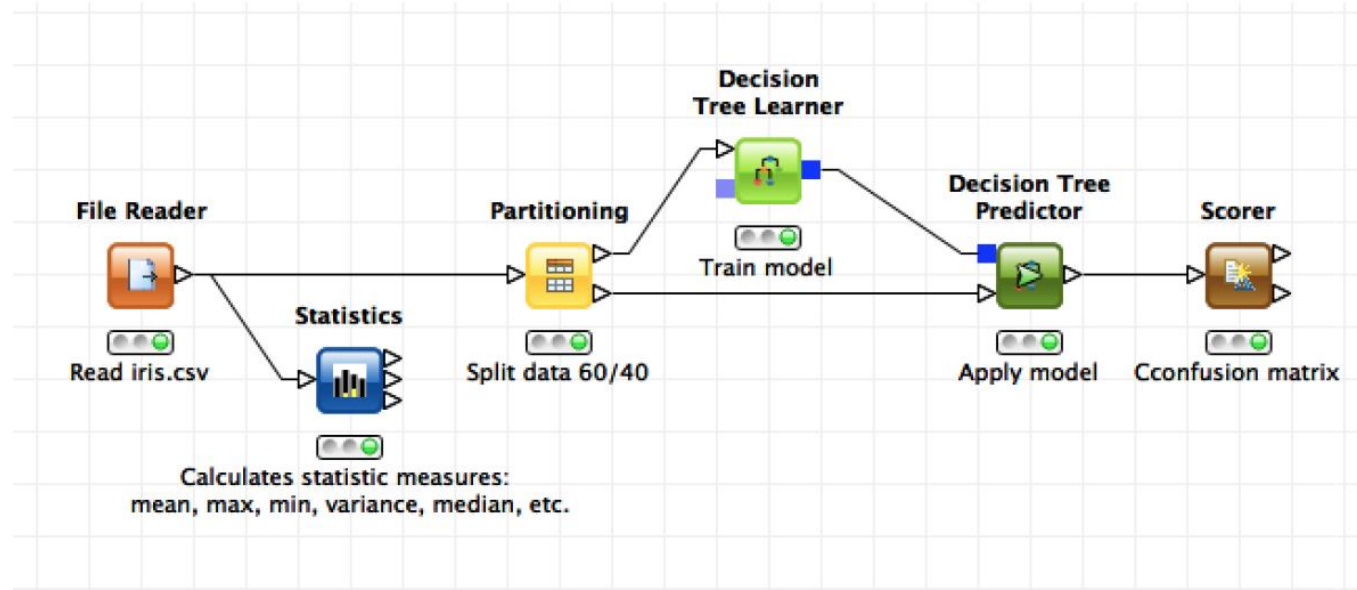 Decision
Tree Learner
Train model
File Reader
Read iris.csv
Statistics
Calculates statistic measures:
mean, max, min, variance, median, etc.
Partitioning
Split data 60/40
Decision Tree
Predictor
Apply model
Scorer
Cconfusion matrix